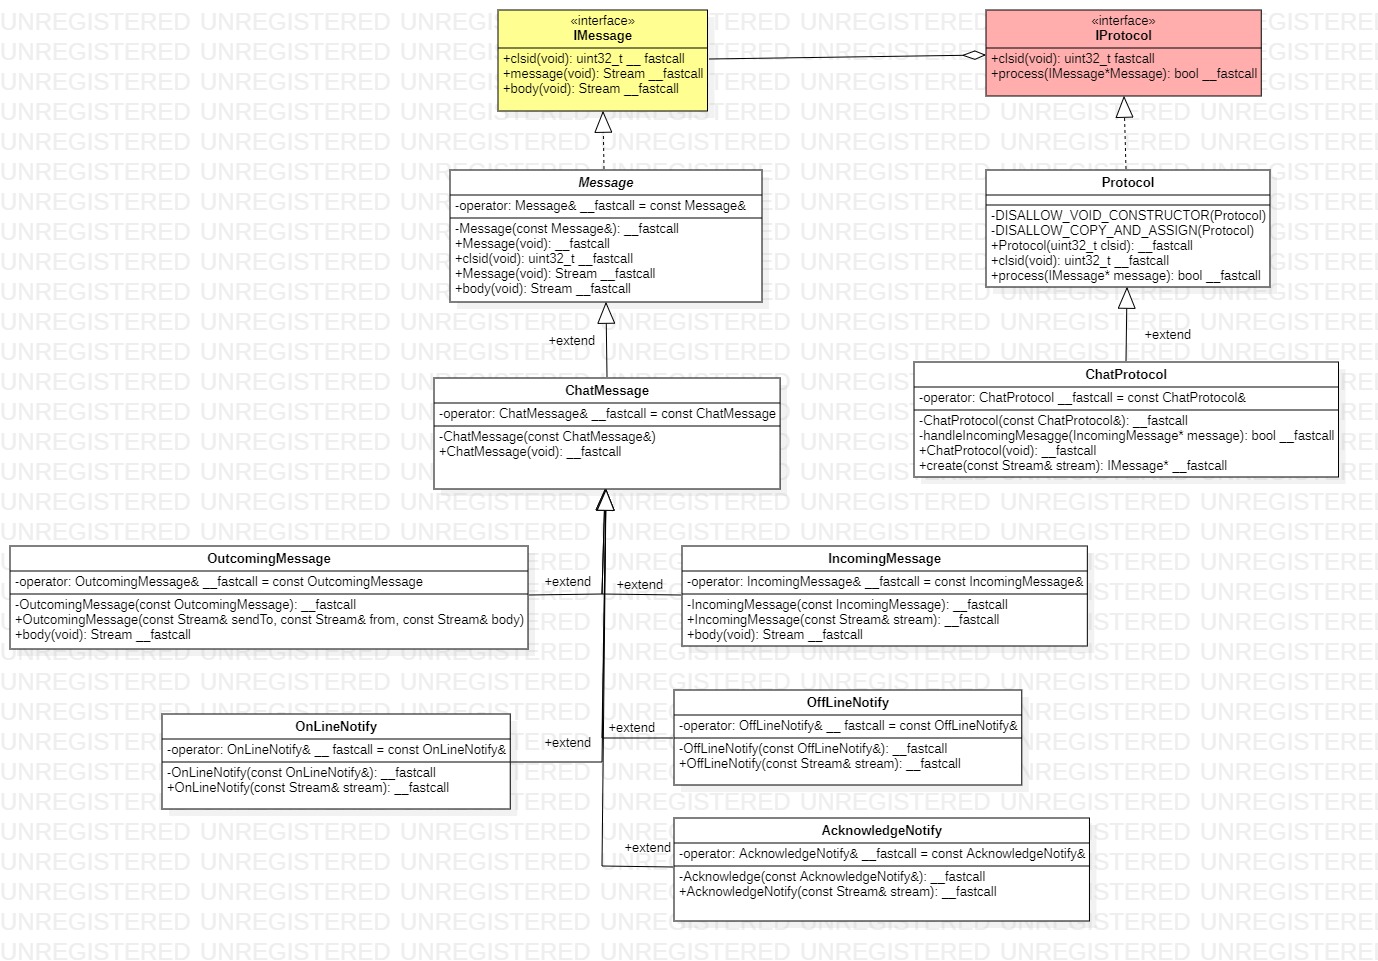 «interface»
IMessage
+clsid(void): uint32_t __ fastcall
+message(void): Stream __fastcall
+body(void): Stream __fastcall
«interface»
IProtocol
+clsid(void): uint32_t fastcall
+process(IMessage*Message): bool __fastcall
Message
-operator: Message& __fastcall = const Message&
-Message(const Message&): __fastcall
+Message(void): __fastcall
+clsid(void): uint32_t __fastcall
+Message(void): Stream __fastcall
+body(void): Stream __fastcall
Protocol
-DISALLOW_VOID_CONSTRUCTOR(Protocol)
-DISALLOW_COPY_AND_ASSIGN(Protocol)
+Protocol(uint32_t clsid): __fastcall
+clsid(void): uint32_t __fastcall
+process(IMessage* message): bool __fastcall
+extend
+extend
ChatMessage
-operator: ChatMessage& __fastcall = const ChatMessage
-ChatMessage(const ChatMessage&)
+ChatMessage(void): __fastcall
ChatProtocol
-operator: ChatProtocol __fastcall = const ChatProtocol&
-ChatProtocol(const ChatProtocol&): __fastcall
-handleIncomingMesagge(IncomingMessage* message): bool __fastcall
+ChatProtocol(void): __fastcall
+create(const Stream& stream): IMessage* __fastcall
OutcomingMessage
-operator: OutcomingMessage& __fastcall = const OutcomingMessage
-OutcomingMessage(const OutcomingMessage): __fastcall
+OutcomingMessage(const Stream& sendTo, const Stream& from, const Stream& body)
+body(void): Stream __fastcall
+extend
+extend
IncomingMessage
-operator: IncomingMessage& __fastcall = const IncomingMessage&
-IncomingMessage(const IncomingMessage): __fastcall
+IncomingMessage(const Stream& stream): __fastcall
+body(void): Stream __fastcall
OnLineNotify
-operator: OnLineNotify& __ fastcall = const OnLineNotify&
-OnLineNotify(const OnLineNotify&): __fastcall
+OnLineNotify(const Stream& stream): __fastcall
+extend
+extend
OffLineNotify
-operator: OffLineNotify& __ fastcall = const OffLineNotify&
-OffLineNotify(const OffLineNotify&): __fastcall
+OffLineNotify(const Stream& stream): __fastcall
+extend
AcknowledgeNotify
-operator: AcknowledgeNotify& __fastcall = const AcknowledgeNotify&
-Acknowledge(const AcknowledgeNotify&): __fastcall
+AcknowledgeNotify(const Stream& stream): __fastcall
UNREGISTERED